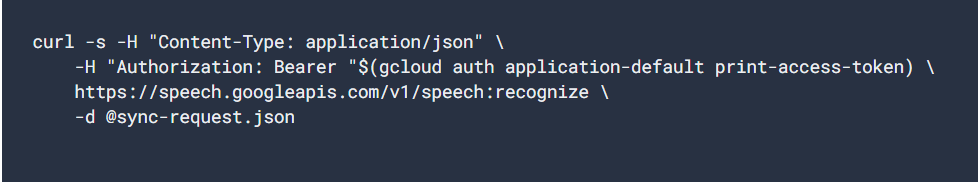 curl -s -H "Content-Type: application/json" \
    -H "Authorization: Bearer "$(gcloud auth application-default print-access-token) \
    https://speech.googleapis.com/v1/speech:recognize \
    -d @sync-request.json